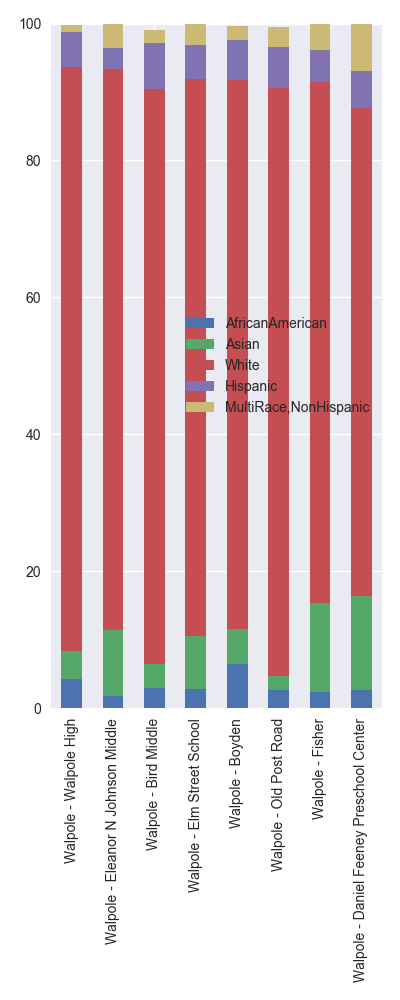 100
80
60
40
20
0
AfricanAmerican
Asian
White
Hispanic
MultiRace,NonHispanic
Walpole - Walpole High
Walpole - Eleanor N Johnson Middle
Walpole - Bird Middle
Walpole - Elm Street School
Walpole - Boyden
Walpole - Old Post Road
Walpole - Fisher
Walpole - Daniel Feeney Preschool Center